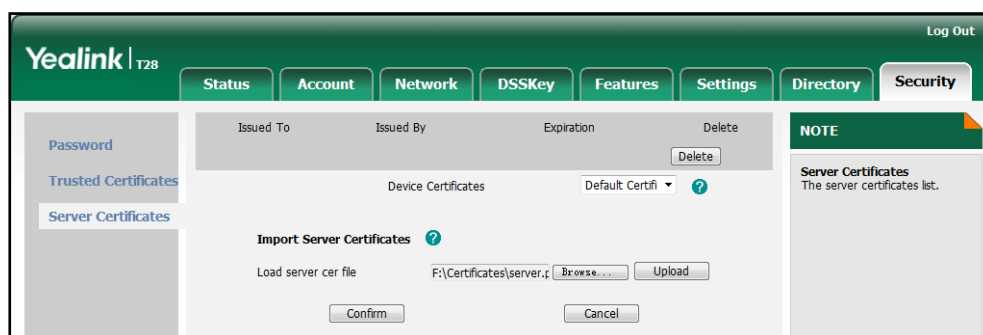 Log Out
Yealink T28
Status Account Network DSSKey Features Settings Directory Security
Password
Trusted Certificates
Server Certificates
Issued To Issued By Expiration Delete
Delete
Device Certificates Default Certifi ?
Import Server Certificates ?
Load server cer file F:\Certificates\server.p Browse... Upload
Confirm Cancel
NOTE
Server Certificates
The server certificates list.